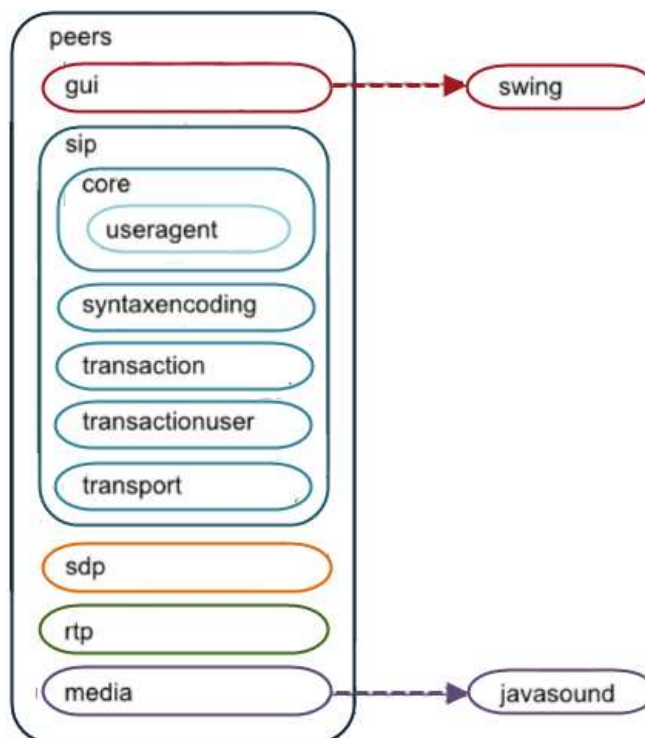 peers
gui
swing
sip
core
useragent
syntaxencoding
transaction
transactionuser
transport
sdp
rtp
media
javasound